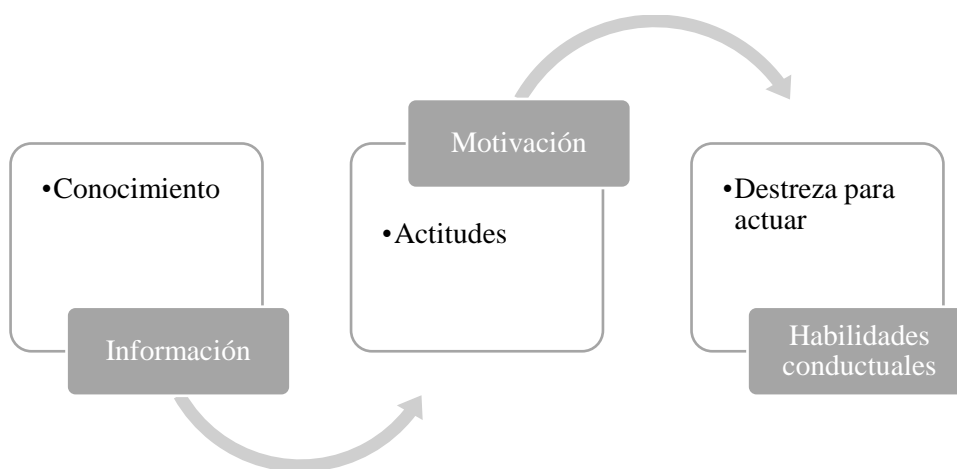 •Conocimiento
Información
Motivación
•Actitudes
•Destreza para
actuar
Habilidades
conductuales